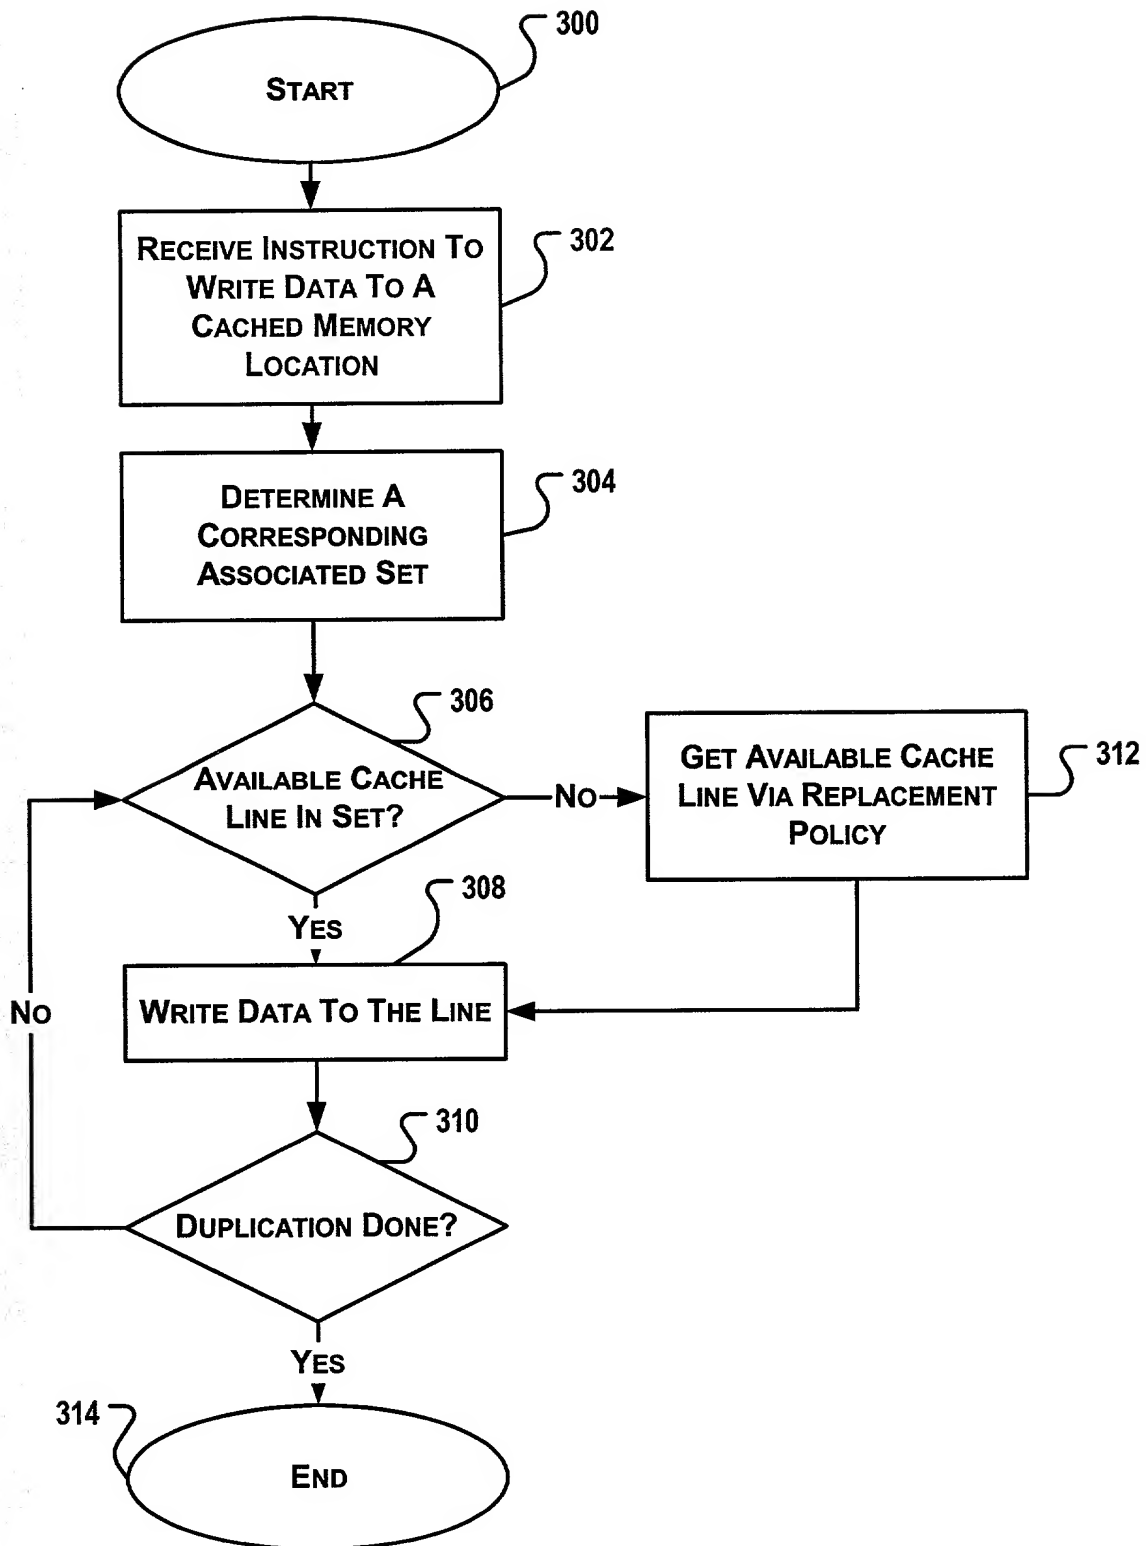 START
300
RECEIVE INSTRUCTION TO
WRITE DATA TO A
CACHED MEMORY
LOCATION
302
DETERMINE A
CORRESPONDING
ASSOCIATED SET
304
306
AVAILABLE CACHE
LINE IN SET?
NO
GET AVAILABLE CACHE
LINE VIA REPLACEMENT
POLICY
312
YES
308
WRITE DATA TO THE LINE
NO
310
DUPLICATION DONE?
YES
314
END